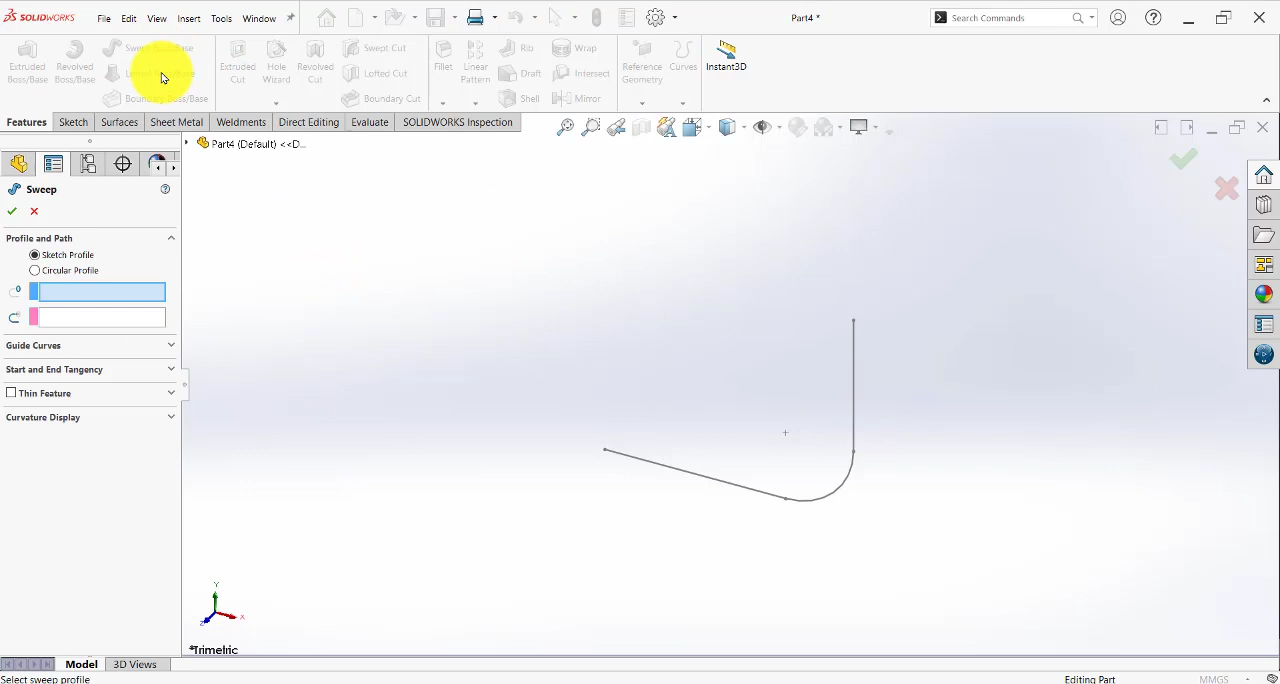 SOLIDWORKS File Edit View Insert Tools Window Part4 * Search Commands
Extruded Boss/Base
Revolved Boss/Base
Swept Boss/Base
Lofted Boss/Base
Boundary Boss/Base
Extruded Cut
Hole Wizard
Revolved Cut
Swept Cut
Lofted Cut
Boundary Cut
Fillet
Linear Pattern
Rib
Draft
Shell
Wrap
Intersect
Mirror
Reference Geometry
Curves
Instant3D
Features Sketch Surfaces Sheet Metal Weldments Direct Editing Evaluate SOLIDWORKS Inspection
Part4 (Default) <<D...
Sweep
Profile and Path
Sketch Profile
Circular Profile
Guide Curves
Start and End Tangency
Thin Feature
Curvature Display
Y
X
Z
*Trimetric
Model 3D Views
Select sweep profile Editing Part MMGS